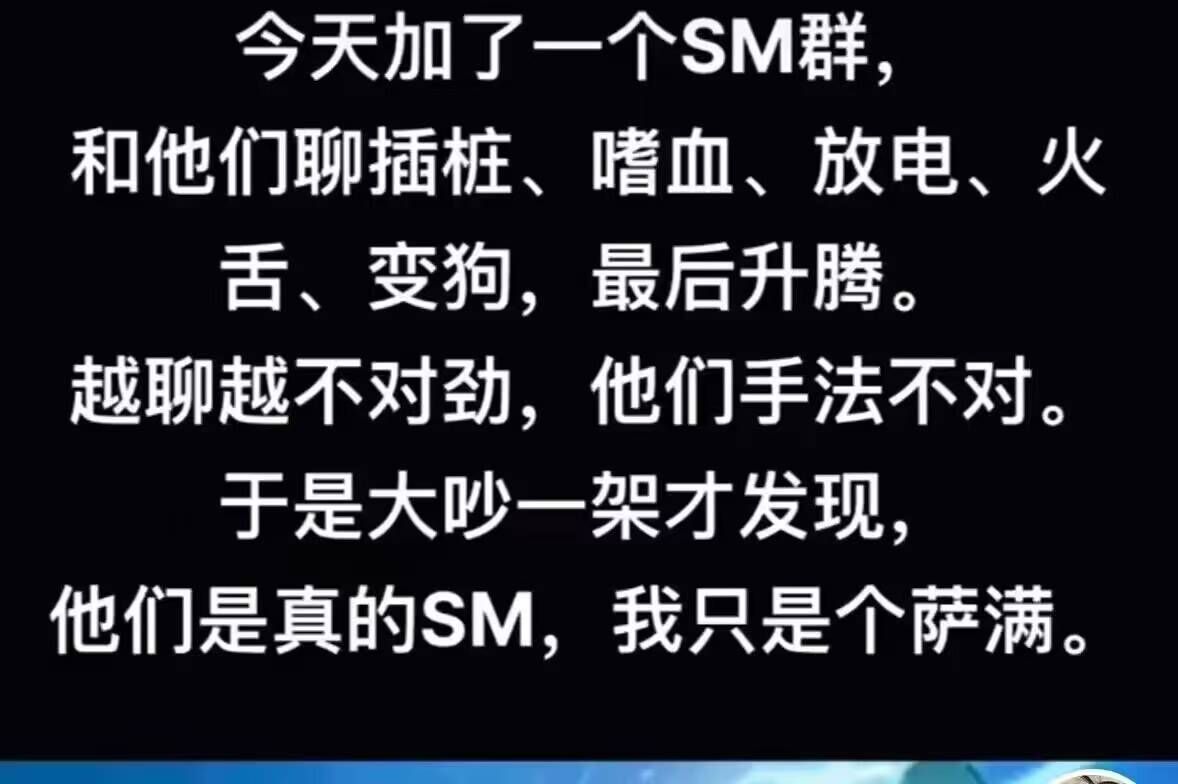 今天加了一个SM群，
和他们聊插桩、嗜血、放电、火
舌、变狗，最后升腾。
越聊越不对劲，他们手法不对。
于是大吵一架才发现，
他们是真的SM，我只是个萨满。